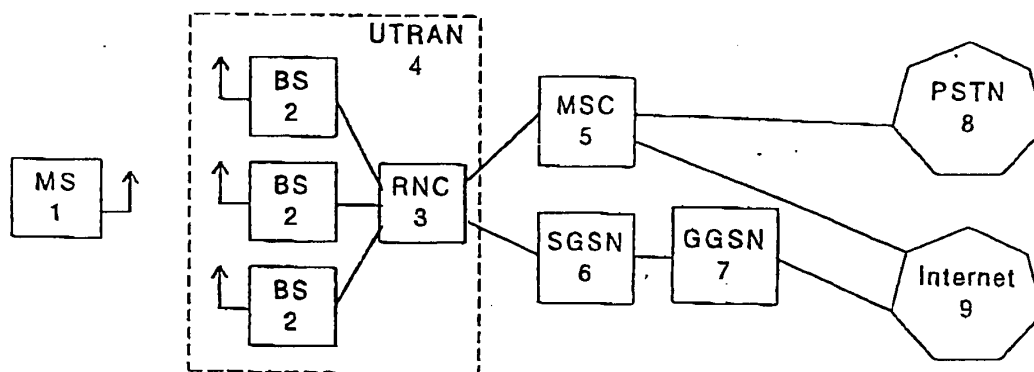 UTRAN
4
BS
2
BS
2
BS
2
MS
1
RNC
3
MSC
5
SGSN
6
GGSN
7
PSTN
8
Internet
9